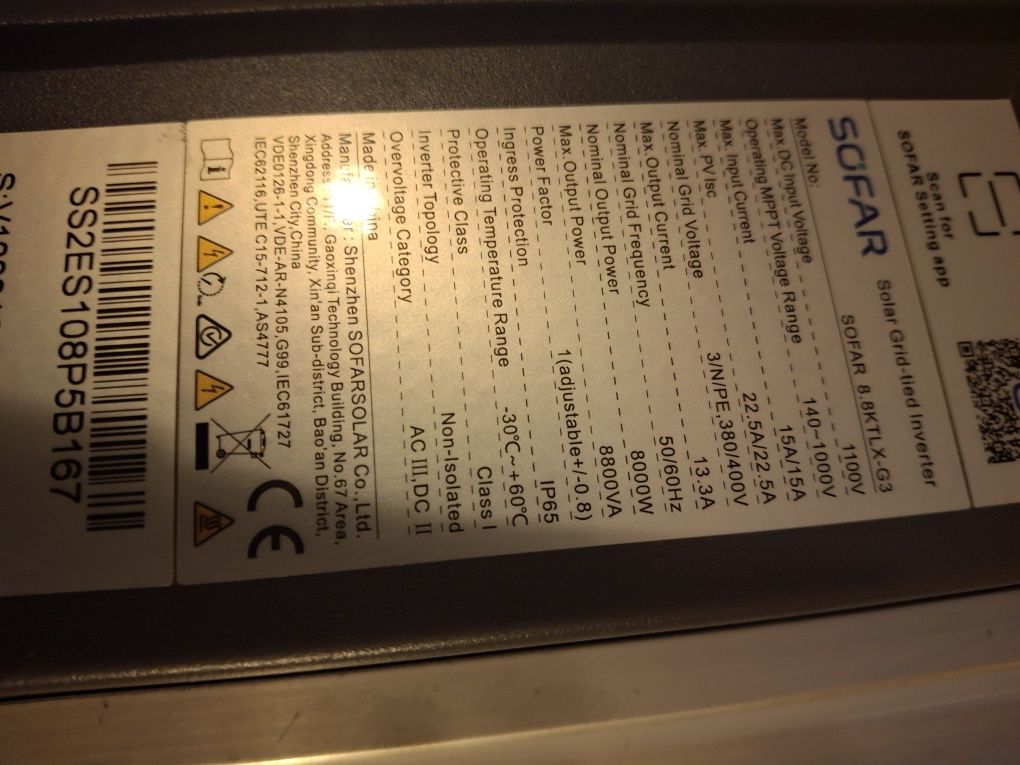 Scan for
SOFAR Setting app
SOFAR Solar Grid-tied Inverter
Model No: SOFAR 8.8KTLX-G3
Max.DC Input Voltage 1100V
Operating MPPT Voltage Range 140~1000V
Max. Input Current 15A/15A
Max. PV Isc 22.5A/22.5A
Nominal Grid Voltage 3/N/PE,380/400V
Max.Output Current 13.3A
Nominal Grid Frequency 50/60Hz
Nominal Output Power 8000W
Max.Output Power 8800VA
Power Factor 1(adjustable+/-0.8)
Ingress Protection IP65
Operating Temperature Range -30℃~+60℃
Protective Class Class I
Inverter Topology Non-Isolated
Overvoltage Category AC III,DC II
Made in China
Manufacturer : Shenzhen SOFARSOLAR Co.,Ltd.
Address: Gaoxinqi Technology Building, No.67 Area,
Xingdong Community, Xin'an Sub-district, Bao'an District,
Shenzhen City,China
VDE0126-1-1,VDE-AR-N4105,G99,IEC61727
IEC62116,UTE C15-712-1,AS4777
CE
SS2ES108P5B167